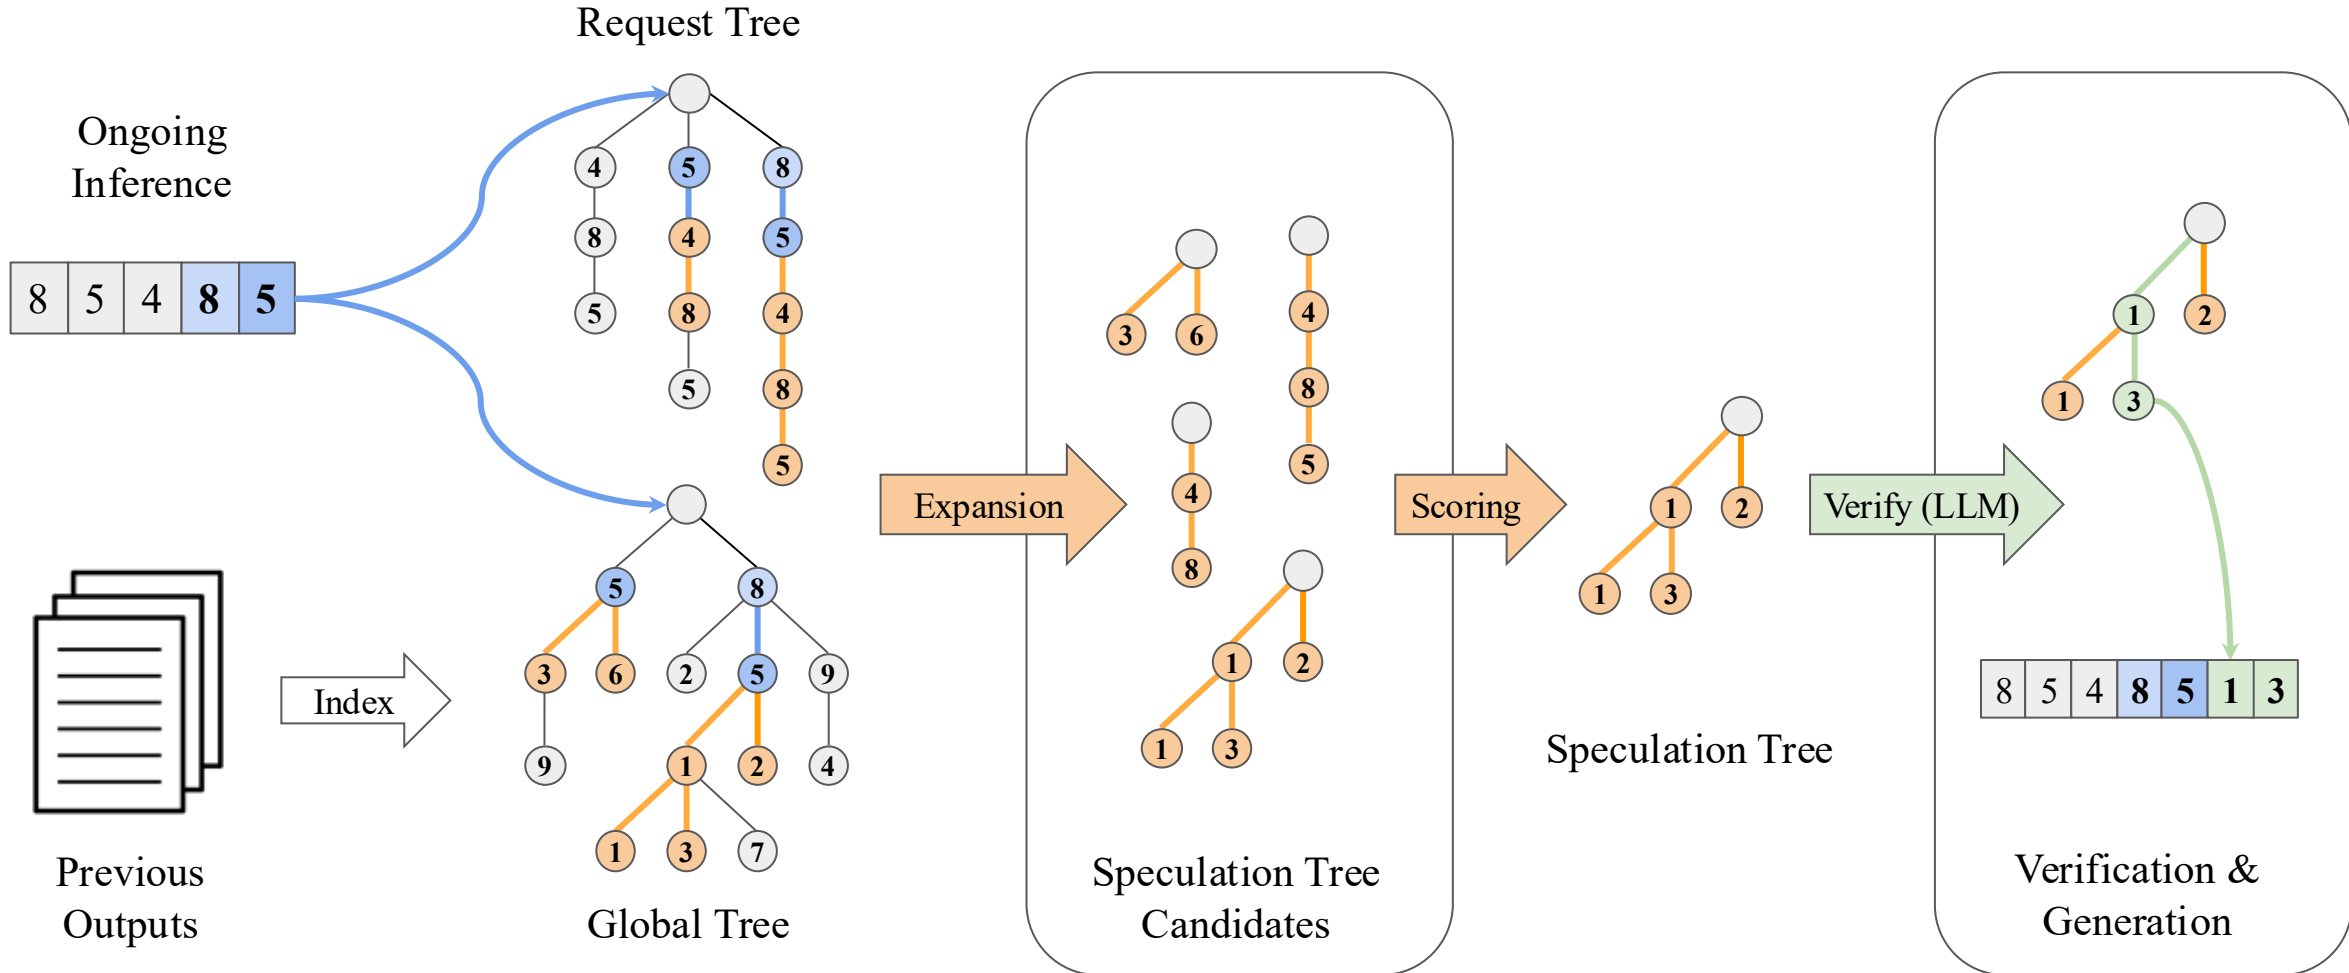 Request Tree
Ongoing
Inference
8 5 4 8 5
4 5 8
8 4 5
5 8 4
5 8
5
Previous
Outputs
Index
5 8
3 6 2 5 9
9 1 2 4
1 3 7
Global Tree
Expansion
3 6
4
8
5
4
8
1 2
1 3
Speculation Tree
Candidates
Scoring
1 2
1 3
Speculation Tree
Verify (LLM)
1 2
1 3
8 5 4 8 5 1 3
Verification &
Generation